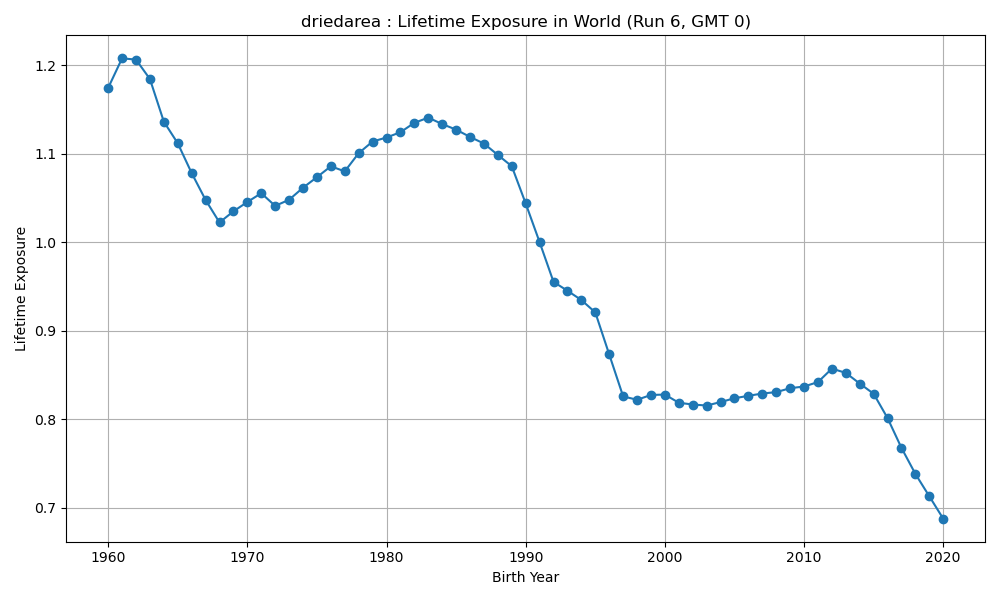 driedarea : Lifetime Exposure in World (Run 6, GMT 0)
Lifetime Exposure
1.2
1.1
1.0
0.9
0.8
0.7
1960 1970 1980 1990 2000 2010 2020
Birth Year